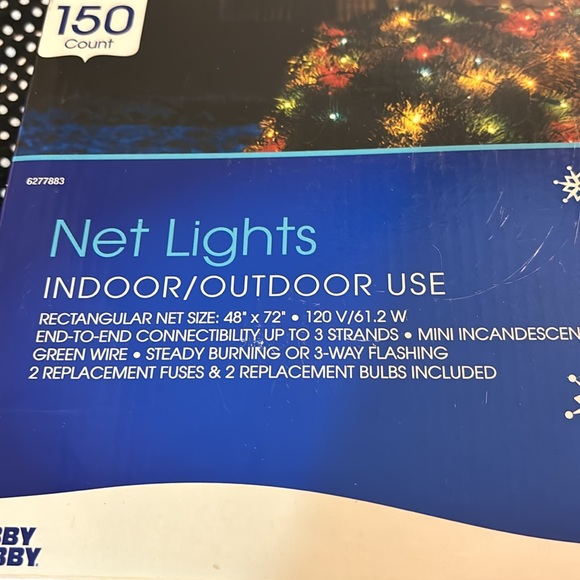 150
Count
6277883
Net Lights
INDOOR/OUTDOOR USE
RECTANGULAR NET SIZE: 48" x 72" • 120 V/61.2 W
END-TO-END CONNECTIBILITY UP TO 3 STRANDS • MINI INCANDESCEN
GREEN WIRE • STEADY BURNING OR 3-WAY FLASHING
2 REPLACEMENT FUSES & 2 REPLACEMENT BULBS INCLUDED
BBY
BBY.